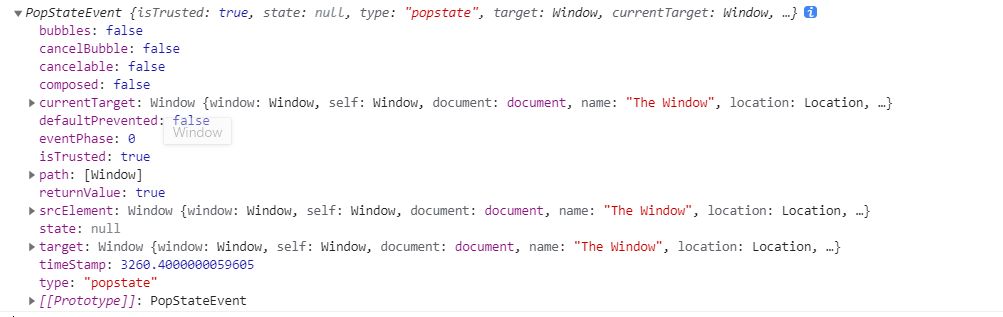 ▼PopStateEvent {isTrusted: true, state: null, type: "popstate", target: Window, currentTarget: Window, …} i
bubbles: false
cancelBubble: false
cancelable: false
composed: false
▶currentTarget: Window {window: Window, self: Window, document: document, name: "The Window", location: Location, …}
defaultPrevented: false
Window
eventPhase: 0
isTrusted: true
▶path: [Window]
returnValue: true
▶srcElement: Window {window: Window, self: Window, document: document, name: "The Window", location: Location, …}
state: null
▶target: Window {window: Window, self: Window, document: document, name: "The Window", location: Location, …}
timeStamp: 3260.4000000059605
type: "popstate"
▶[[Prototype]]: PopStateEvent